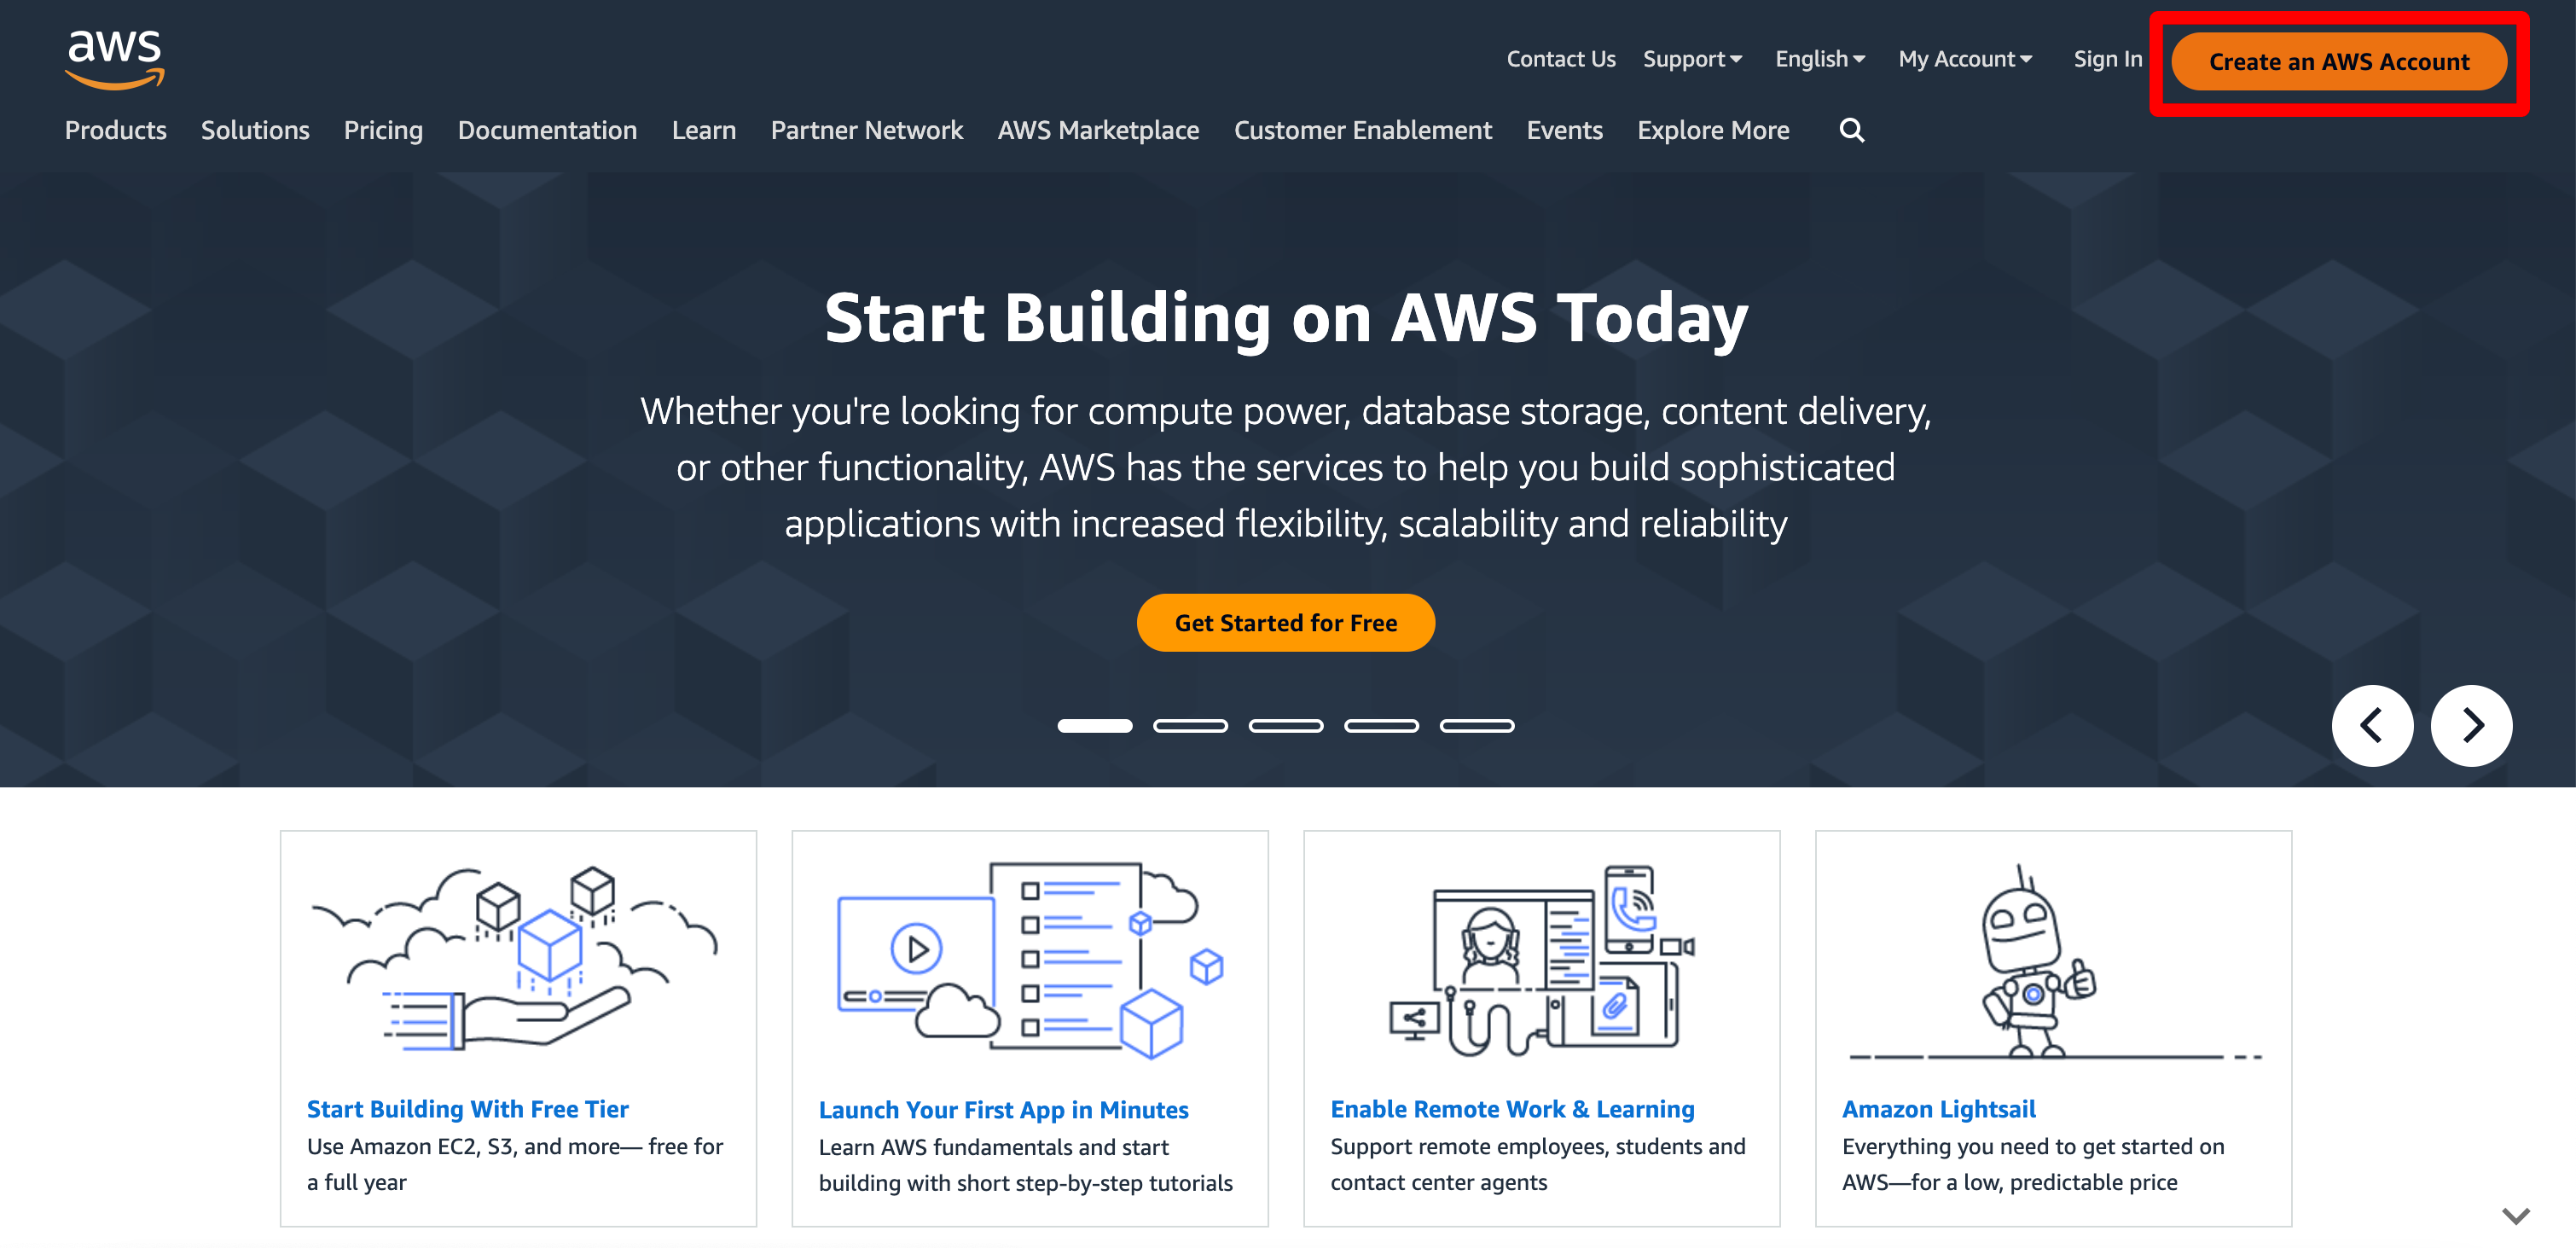 aws
Contact Us Support English My Account Sign In Create an AWS Account
Products Solutions Pricing Documentation Learn Partner Network AWS Marketplace Customer Enablement Events Explore More
Start Building on AWS Today
Whether you're looking for compute power, database storage, content delivery,
or other functionality, AWS has the services to help you build sophisticated
applications with increased flexibility, scalability and reliability
Get Started for Free
Start Building With Free Tier
Use Amazon EC2, S3, and more— free for
a full year
Launch Your First App in Minutes
Learn AWS fundamentals and start
building with short step-by-step tutorials
Enable Remote Work & Learning
Support remote employees, students and
contact center agents
Amazon Lightsail
Everything you need to get started on
AWS—for a low, predictable price